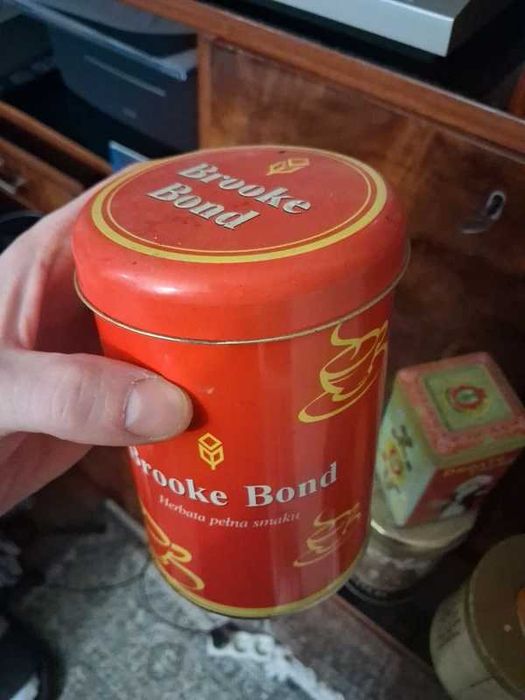 Brooke
Bond
Brooke Bond
Herbata pełna smaku